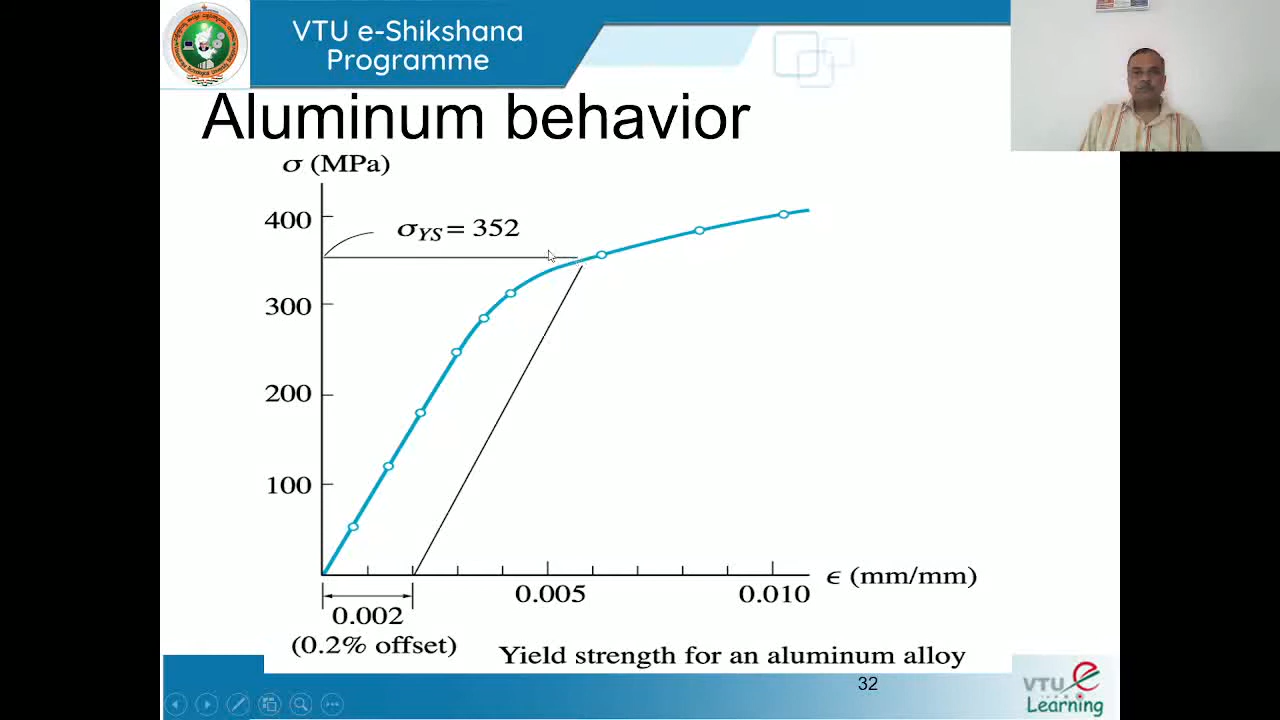 VTU e-Shikshana
Programme
Aluminum behavior
σ (MPa)
400
σYS = 352
300
200
100
ϵ (mm/mm)
0.005
0.010
0.002
(0.2% offset)
Yield strength for an aluminum alloy
32
VTU e
Learning